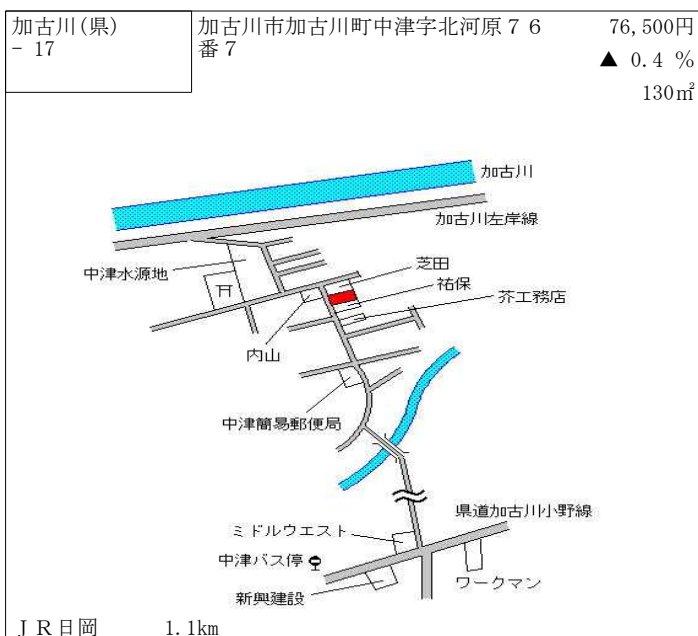 加古川(県)
- 17
加古川市加古川町中津字北河原７６
番７
76,500円
▲ 0.4 %
130㎡
加古川
加古川左岸線
中津水源地
芝田
祐保
芥工務店
内山
中津簡易郵便局
県道加古川小野線
ミドルウエスト
中津バス停
ワークマン
新興建設
ＪＲ日岡 1.1km